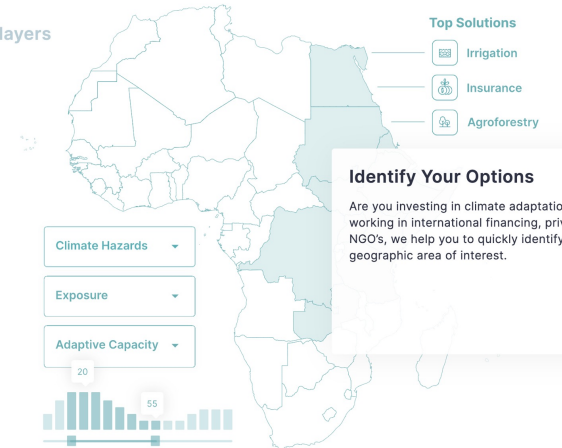 layers
Top Solutions
Irrigation
Insurance
Agroforestry
Identify Your Options
Are you investing in climate adaptatio
working in international financing, pri
NGO's, we help you to quickly identify
geographic area of interest.
Climate Hazards
Exposure
Adaptive Capacity
20
55